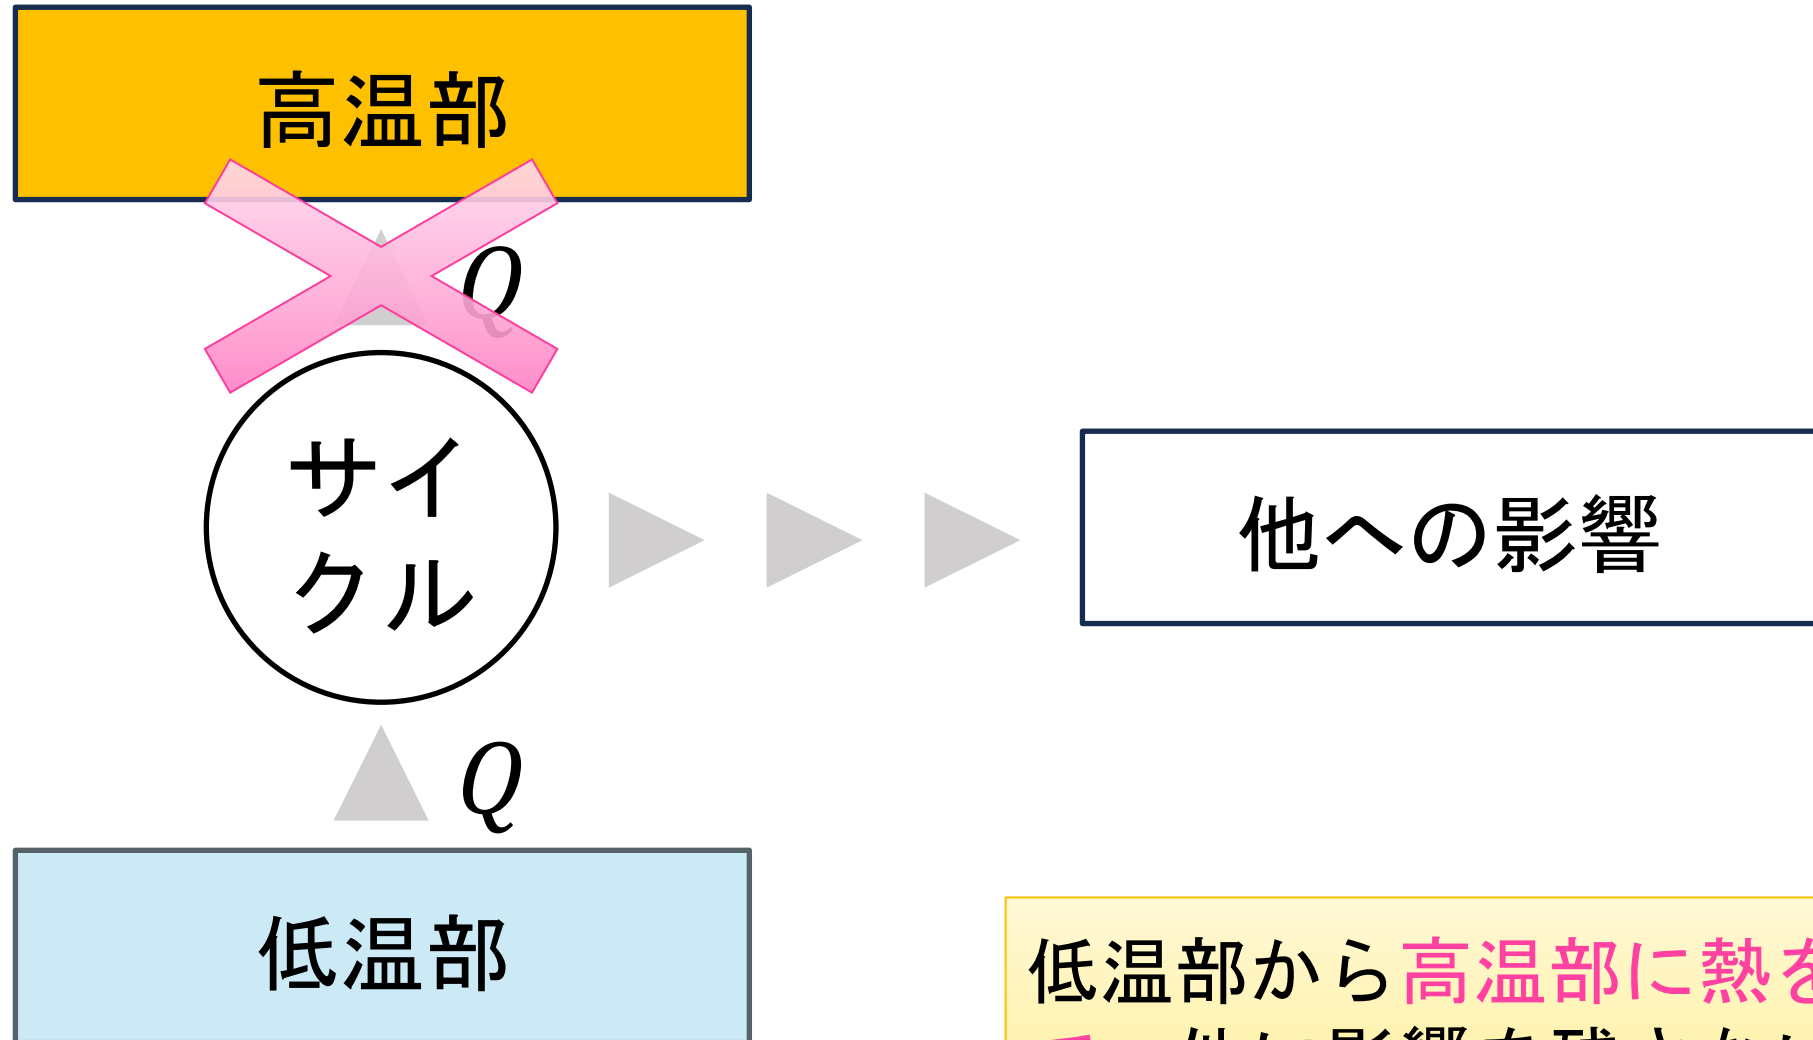 高温部
Q
サイ
クル
他への影響
Q
低温部
低温部から高温部に熱を